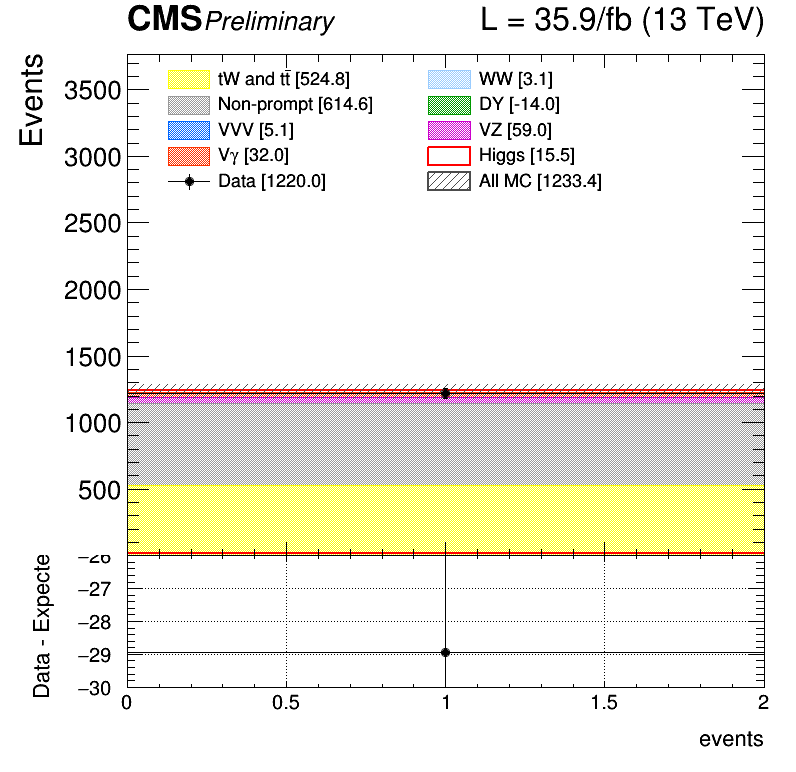 CMS Preliminary L = 35.9/fb (13 TeV)
Events
3500
3000
2500
2000
1500
1000
500
tW and tt̄ [524.8]
WW [3.1]
Non-prompt [614.6]
DY [-14.0]
VVV [5.1]
VZ [59.0]
Vγ [32.0]
Higgs [15.5]
Data [1220.0]
All MC [1233.4]
Data - Expecte
−26
−27
−28
−29
−30
0 0.5 1 1.5 2
events